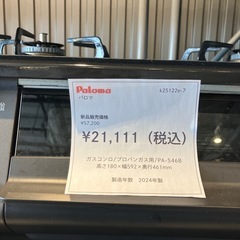 Paloma
パロマ
k25122e-7
新品販売価格
¥57,200
¥21,111（税込）
ガスコンロ/プロパンガス用/PA-S46B
高さ180×幅592×奥行461mm
製造年数 2024年製